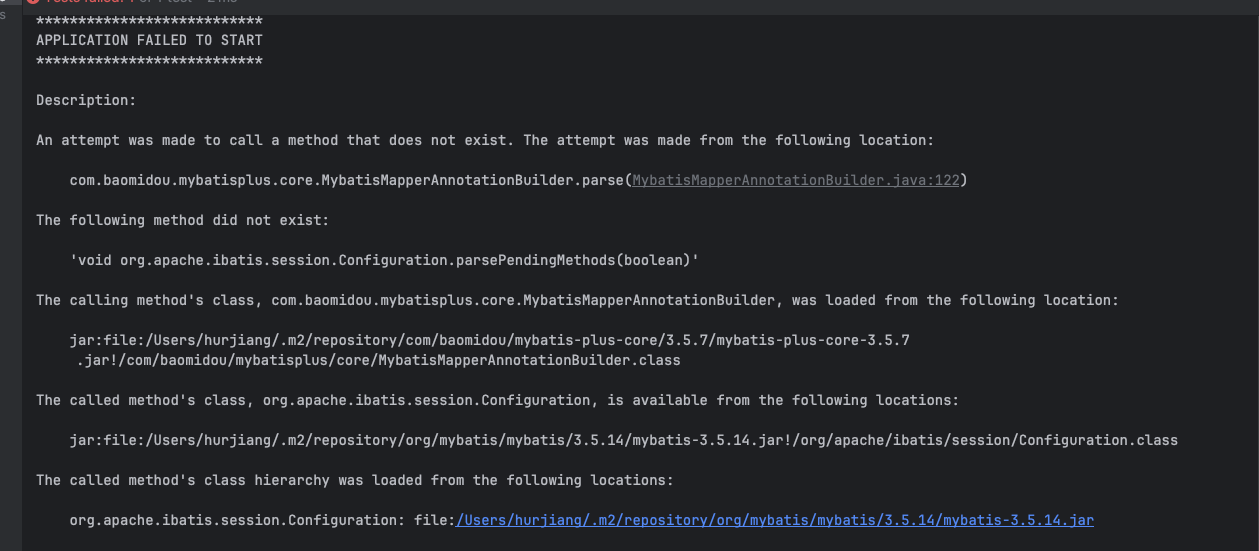 s
Tests failed: 1 of 1 test – 2 ms
***************************
APPLICATION FAILED TO START
***************************
Description:
An attempt was made to call a method that does not exist. The attempt was made from the following location:
com.baomidou.mybatisplus.core.MybatisMapperAnnotationBuilder.parse(MybatisMapperAnnotationBuilder.java:122)
The following method did not exist:
'void org.apache.ibatis.session.Configuration.parsePendingMethods(boolean)'
The calling method's class, com.baomidou.mybatisplus.core.MybatisMapperAnnotationBuilder, was loaded from the following location:
jar:file:/Users/hurjiang/.m2/repository/com/baomidou/mybatis-plus-core/3.5.7/mybatis-plus-core-3.5.7
.jar!/com/baomidou/mybatisplus/core/MybatisMapperAnnotationBuilder.class
The called method's class, org.apache.ibatis.session.Configuration, is available from the following locations:
jar:file:/Users/hurjiang/.m2/repository/org/mybatis/mybatis/3.5.14/mybatis-3.5.14.jar!/org/apache/ibatis/session/Configuration.class
The called method's class hierarchy was loaded from the following locations:
org.apache.ibatis.session.Configuration: file:/Users/hurjiang/.m2/repository/org/mybatis/mybatis/3.5.14/mybatis-3.5.14.jar